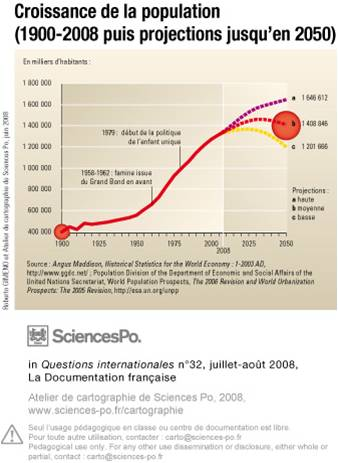 Croissance de la population
(1900-2008 puis projections jusqu'en 2050)
En milliers d'habitants :
1 800 000
1 600 000
1 400 000
1 200 000
1 000 000
800 000
600 000
400 000
1979 : début de la politique
de l'enfant unique
1958-1962 : famine issue
du Grand Bond en avant
a 1 646 612
b 1 408 846
c 1 201 666
Projections :
a haute
b moyenne
c basse
1900
1925
1950
1975
2000
2008
2025
2050
Source : Angus Maddison, Historical Statistics for the World Economy : 1-2003 AD,
http://www.ggdc.net/ ; Population Division of the Department of Economic and Social Affairs of the
United Nations Secretariat, World Population Prospects, The 2006 Revision and World Urbanization
Prospects: The 2005 Revision, http://esa.un.org/unpp
Roberto GIMENO et Atelier de cartographie de Sciences Po, juin 2008
SciencesPo.
in Questions internationales n°32, juillet-août 2008,
La Documentation française
Atelier de cartographie de Sciences Po, 2008,
www.sciences-po.fr/cartographie
Seul l'usage pédagogique en classe ou centre de documentation est libre.
Pour toute autre utilisation, contacter : carto@sciences-po.fr
Pedagogical use only. For any other use dissemination or disclosure, either whole or
partial, contact : carto@sciences-po.fr